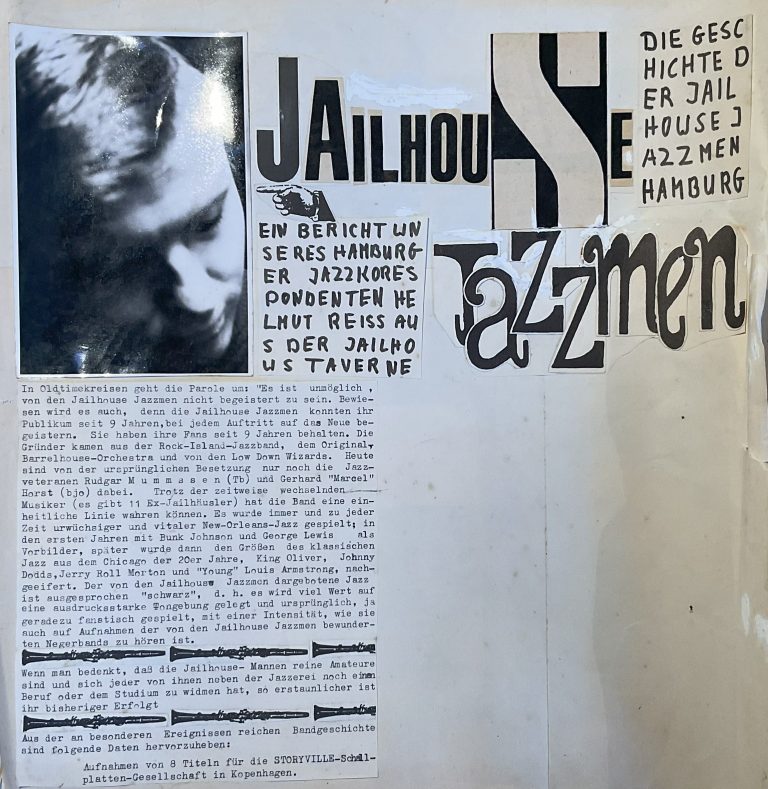 JAILHOUSE
DIE GESC
HICHTE D
ER JAIL
HOUSE J
AZZMEN
HAMBURG
Jazzmen
EIN BERICHT UN
SERES HAMBURG
ER JAZZKORES
PONDENTEN HE
LMUT REISS AU
S DER JAILHO
US TAVERNE
In Oldtimekreisen geht die Parole um: "Es ist unmöglich,
von den Jailhouse Jazzmen nicht begeistert zu sein. Bewie-
sen wird es auch, denn die Jailhouse Jazzmen konnten ihr
Publikum seit 9 Jahren,bei jedem Auftritt auf das Neue be-
geistern. Sie haben ihre Fans seit 9 Jahren behalten. Die
Gründer kamen aus der Rock-Island-Jazzband, dem Original
Barrelhouse-Orchestra und von den Low Down Wizards. Heute
sind von der ursprünglichen Besetzung nur noch die Jazz-
veteranen Rudgar M u m m s s e n (Tb) und Gerhard "Marcel"
Horst (bjo) dabei. Trotz der zeitweise wechselnden
Musiker (es gibt 11 Ex-Jailhäusler) hat die Band eine ein-
heitliche Linie wahren können. Es wurde immer und zu jeder
Zeit urwüchsiger und vitaler New-Orleans-Jazz gespielt; in
den ersten Jahren mit Bunk Johnson und George Lewis als
Vorbilder, später wurde dann den Größen des klassischen
Jazz aus dem Chicago der 20er Jahre, King Oliver, Johnny
Dodds,Jerry Roll Morton und "Young" Louis Armstrong, nach-
geeifert. Der von den Jailhouse Jazzmen dargebotene Jazz
ist ausgesprochen "schwarz", d. h. es wird viel Wert auf
eine ausdrucksstarke Tongebung gelegt und ursprünglich, ja
geradezu fanatisch gespielt, mit einer Intensität, wie sie
auch auf Aufnahmen der von den Jailhouse Jazzmen bewunder-
ten Negerbands zu hören ist.
Wenn man bedenkt, daß die Jailhouse- Mannen reine Amateure
sind und sich jeder von ihnen neben der Jazzerei noch einem
Beruf oder dem Studium zu widmen hat, so erstaunlicher ist
ihr bisheriger Erfolgt
Aus der an besonderen Ereignissen reichen Bandgeschichte
sind folgende Daten hervorzuheben:
Aufnahmen von 8 Titeln für die STORYVILLE-Schall-
platten-Gesellschaft in Kopenhagen.